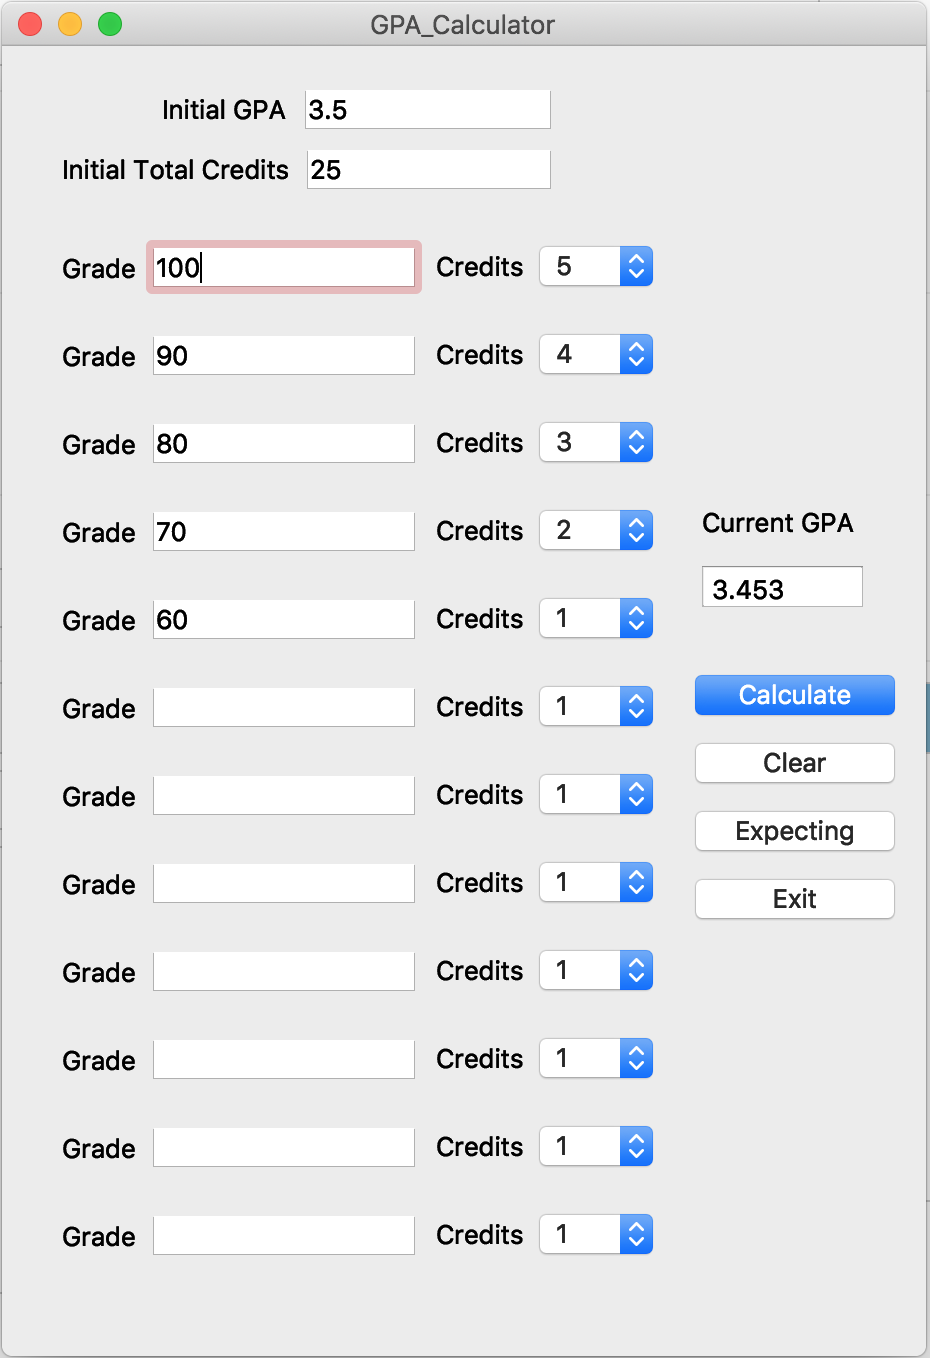 GPA_Calculator
Initial GPA 3.5
Initial Total Credits 25
Grade 100 Credits 5
Grade 90 Credits 4
Grade 80 Credits 3
Grade 70 Credits 2
Current GPA
3.453
Grade 60 Credits 1
Grade Credits 1
Calculate
Clear
Grade Credits 1
Expecting
Grade Credits 1
Exit
Grade Credits 1
Grade Credits 1
Grade Credits 1
Grade Credits 1